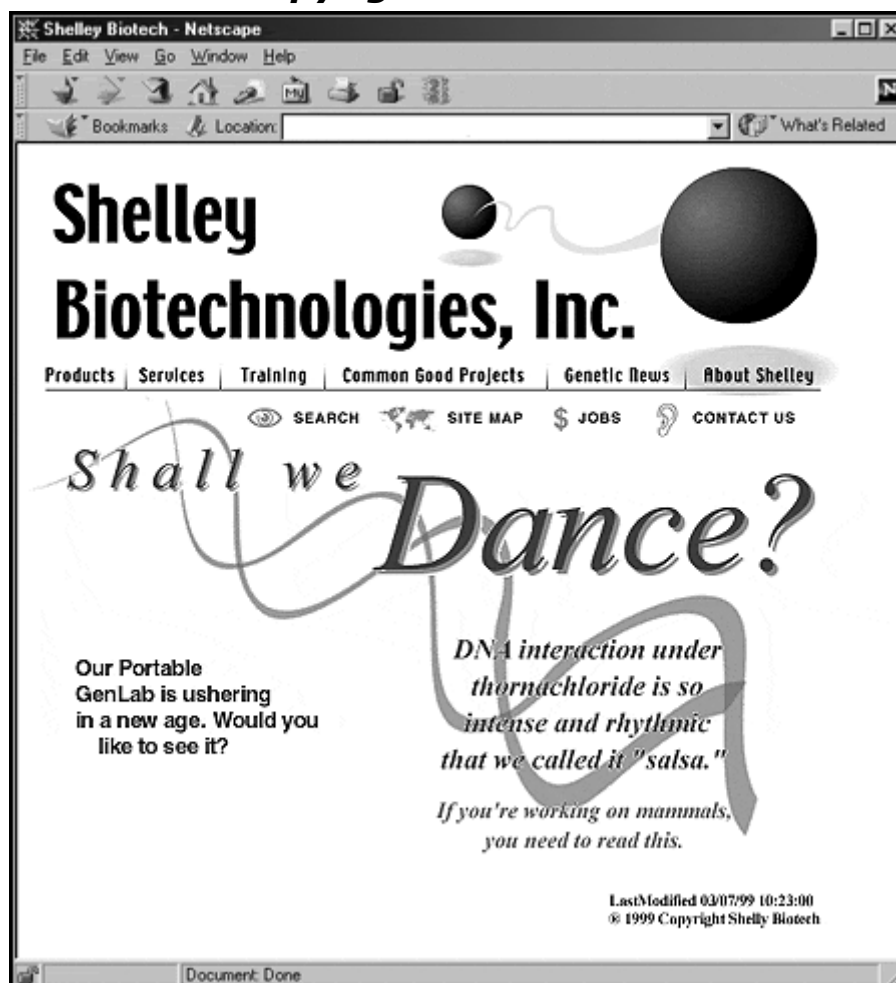 Shelley Biotech - Netscape
File Edit View Go Window Help
My
Bookmarks Location: What's Related
Shelley
Biotechnologies, Inc.
Products Services Training Common Good Projects Genetic News About Shelley
SEARCH SITE MAP $ JOBS CONTACT US
Shall we
Dance?
DNA interaction under
thornachloride is so
intense and rhythmic
that we called it "salsa."
Our Portable
GenLab is ushering
in a new age. Would you
like to see it?
If you're working on mammals,
you need to read this.
LastModified 03/07/99 10:23:00
® 1999 Copyright Shelly Biotech
Document: Done